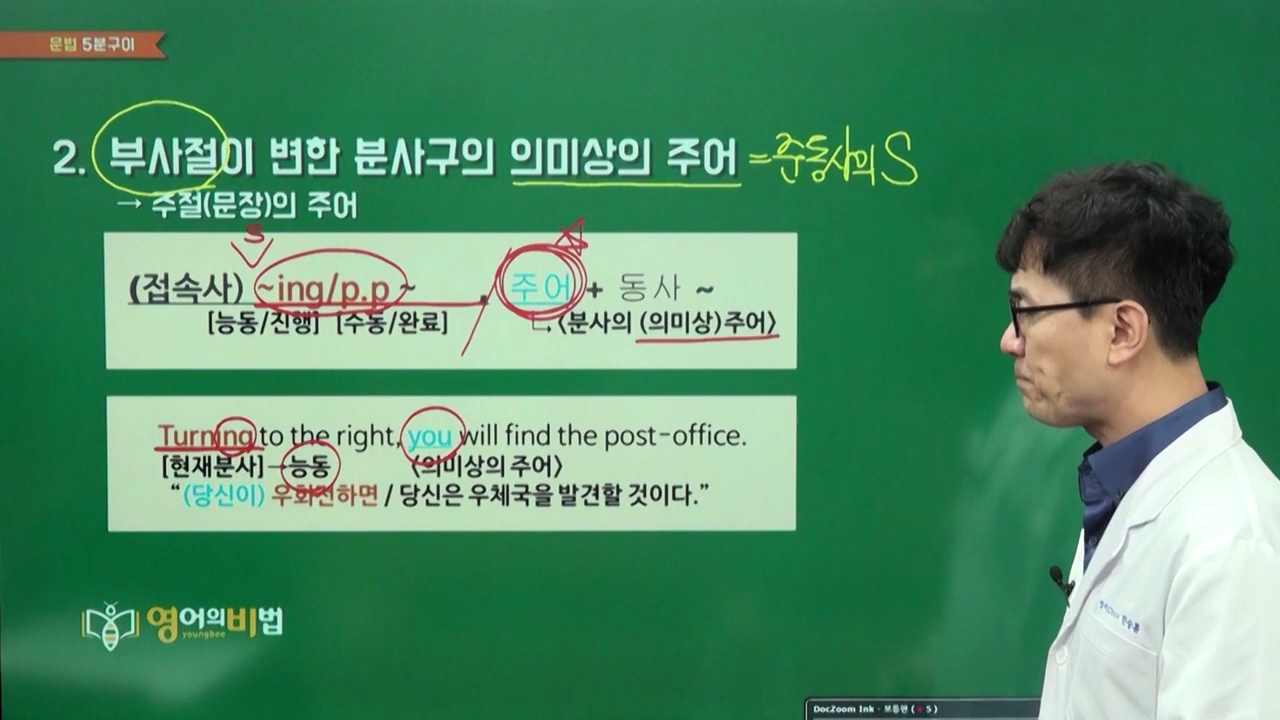 문법 5분구이
2. 부사절이 변한 분사구의 의미상의 주어 = 준동사의 S
→ 주절(문장)의 주어
S
(접속사) ~ing/p.p ~ , 주어 + 동사 ~
[능동/진행] [수동/완료] 〈분사의 (의미상)주어〉
Turning to the right, you will find the post-office.
[현재분사]→능동 〈의미상의 주어〉
“(당신이) 우회전하면 / 당신은 우체국을 발견할 것이다.”
영어의비법
youngbee
DocZoom Ink - 보통펜 ( 5 )